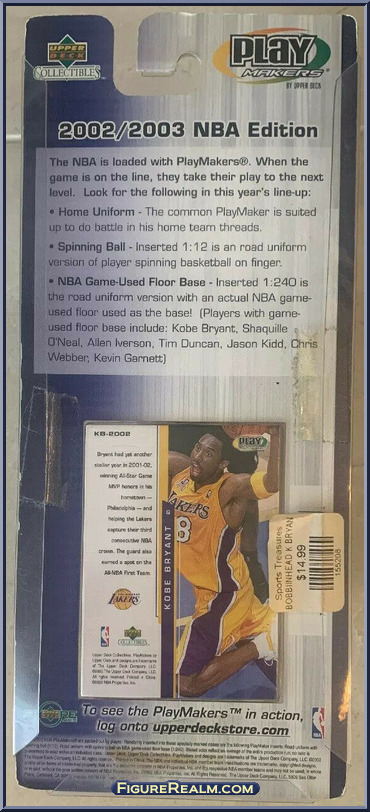 UPPER DECK
COLLECTIBLES
PLAY
MAKERS®
BY UPPER DECK
2002/2003 NBA Edition
The NBA is loaded with PlayMakers®. When the
game is on the line, they take their play to the next
level. Look for the following in this year's line-up:
• Home Uniform - The common PlayMaker is suited
up to do battle in his home team threads.
• Spinning Ball - Inserted 1:12 is an road uniform
version of player spinning basketball on finger.
• NBA Game-Used Floor Base - Inserted 1:240 is
the road uniform version with an actual NBA game-
used floor used as the base! (Players with game-
used floor base include: Kobe Bryant, Shaquille
O'Neal, Allen Iverson, Tim Duncan, Jason Kidd, Chris
Webber, Kevin Garnett)
KB-2002
PLAY
Bryant had yet another
stellar year in 2001-02,
winning All-Star Game
MVP honors in his
hometown —
Philadelphia — and
helping the Lakers
capture their third
consecutive NBA
crown. The guard also
earned a spot on the
All-NBA First Team.
LAKERS
8
KOBE BRYANT
LAKERS
COLLECTIBLES
Sports Treasures
BOBBINHEAD K BRYAN
$14.99
155208
To see the PlayMakers™ in action,
log onto upperdeckstore.com
NBA
FigureRealm.com